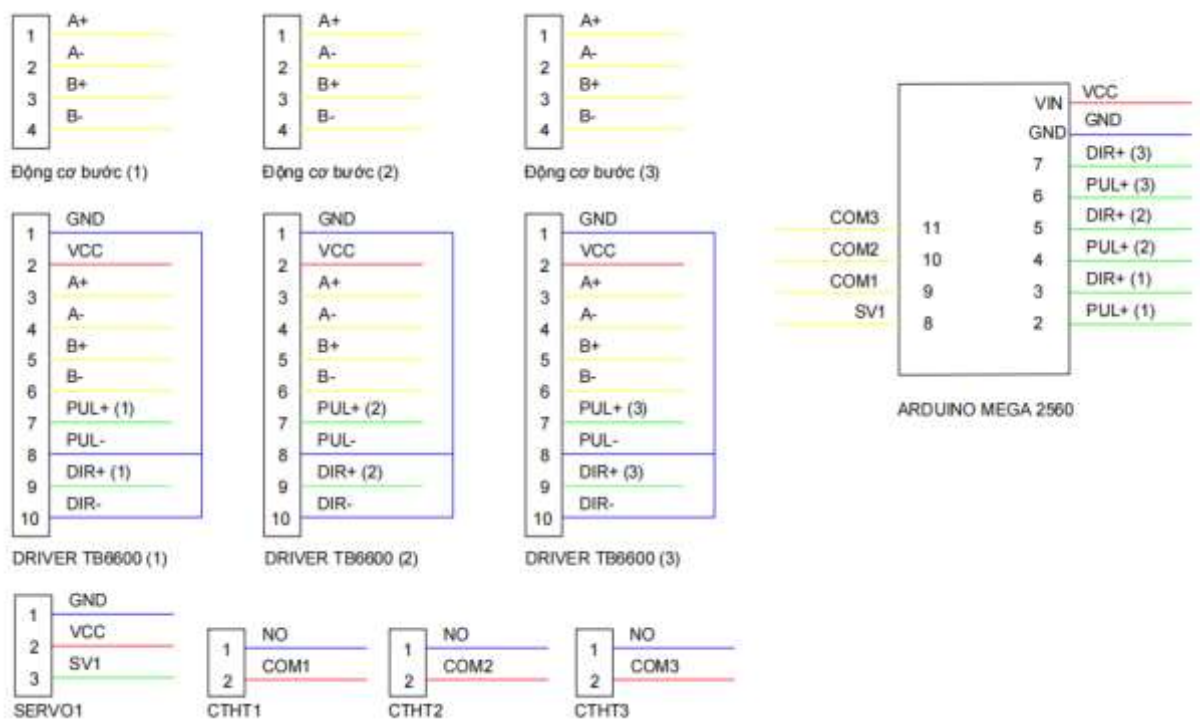 A+
1
A-
2
B+
3
B-
4
Động cơ bước (1)
A+
1
A-
2
B+
3
B-
4
Động cơ bước (2)
A+
1
A-
2
B+
3
B-
4
Động cơ bước (3)
GND
1
VCC
2
A+
3
A-
4
B+
5
B-
6
PUL+ (1)
7
PUL-
8
DIR+ (1)
9
DIR-
10
DRIVER TB6600 (1)
GND
1
VCC
2
A+
3
A-
4
B+
5
B-
6
PUL+ (2)
7
PUL-
8
DIR+ (2)
9
DIR-
10
DRIVER TB6600 (2)
GND
1
VCC
2
A+
3
A-
4
B+
5
B-
6
PUL+ (3)
7
PUL-
8
DIR+ (3)
9
DIR-
10
DRIVER TB6600 (3)
VIN VCC
GND GND
7 DIR+ (3)
6 PUL+ (3)
COM3 11 5 DIR+ (2)
COM2 10 4 PUL+ (2)
COM1 9 3 DIR+ (1)
SV1 8 2 PUL+ (1)
ARDUINO MEGA 2560
GND
1
VCC
2
SV1
3
SERVO1
NO
1
COM1
2
CTHT1
NO
1
COM2
2
CTHT2
NO
1
COM3
2
CTHT3